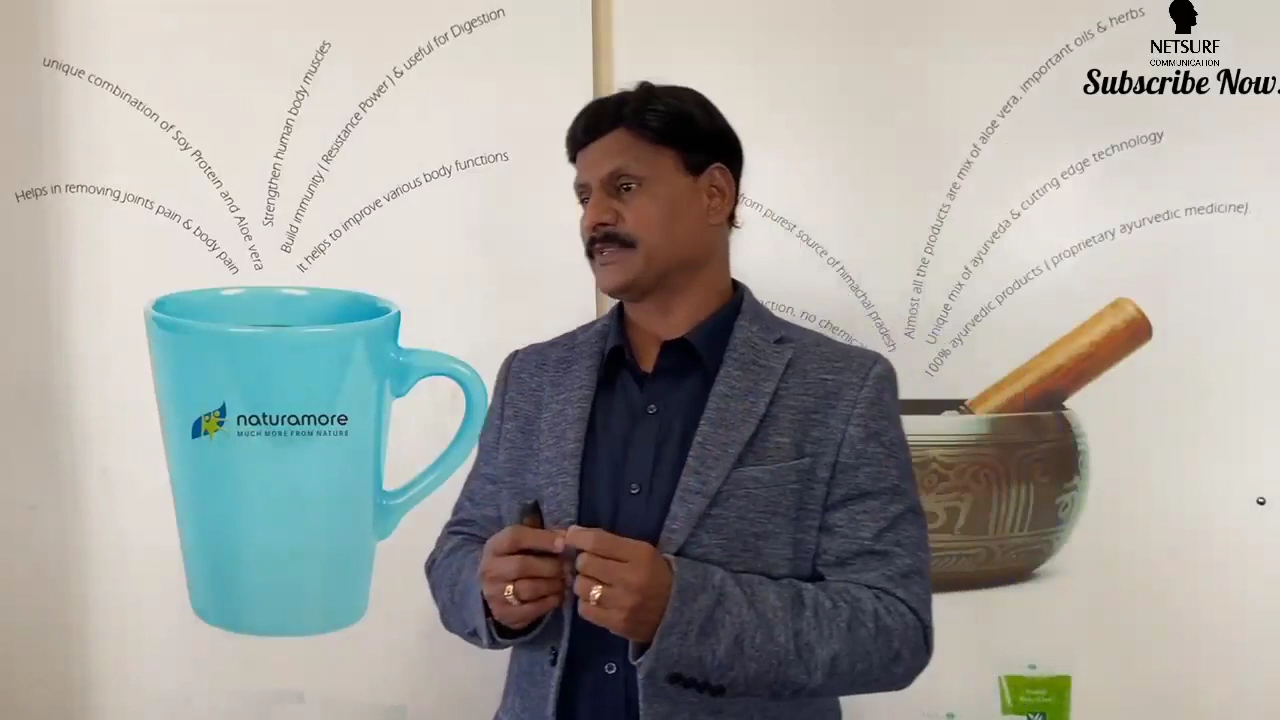 unique combination of Soy Protein and Aloe vera
Strengthen human body muscles
Build immunity ( Resistance Power ) & useful for Digestion
Helps in removing joints pain & body pain
It helps to improve various body functions
naturamore
MUCH MORE FROM NATURE
NETSURF
COMMUNICATION
Subscribe Now
Almost all the products are mix of aloe vera, important oils & herbs
Unique mix of ayurveda & cutting edge technology
100% ayurvedic products ( proprietary ayurvedic medicine).
from purest source of himachal pradesh
no